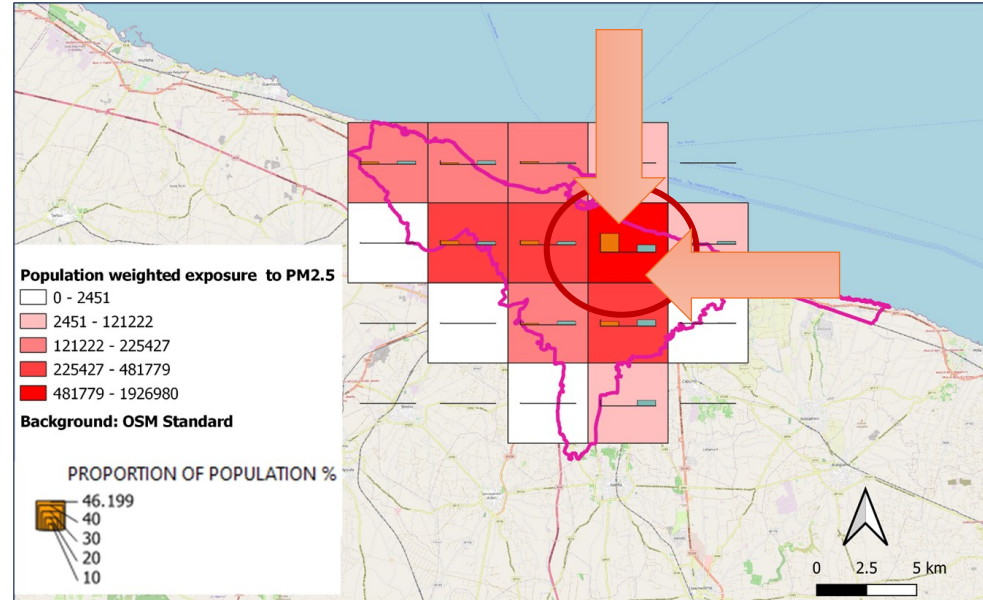 Population weighted exposure to PM2.5
0 - 2451
2451 - 121222
121222 - 225427
225427 - 481779
481779 - 1926980
Background: OSM Standard
PROPORTION OF POPULATION %
46.199
40
30
20
10
0 2.5 5 km